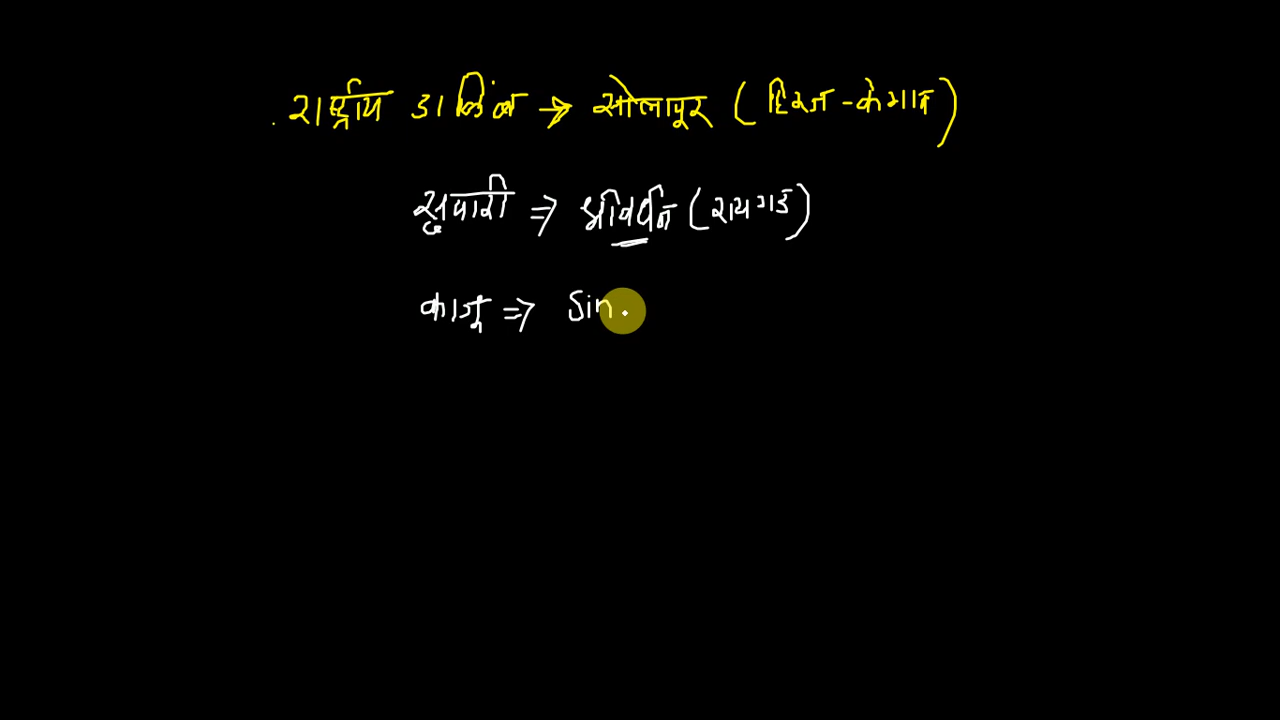 राष्ट्रीय डाळिंब → सोलापूर (हिरज - केगाव)
सुपारी ⇒ श्रीवर्धन (रायगड)
काजू ⇒ Sin.